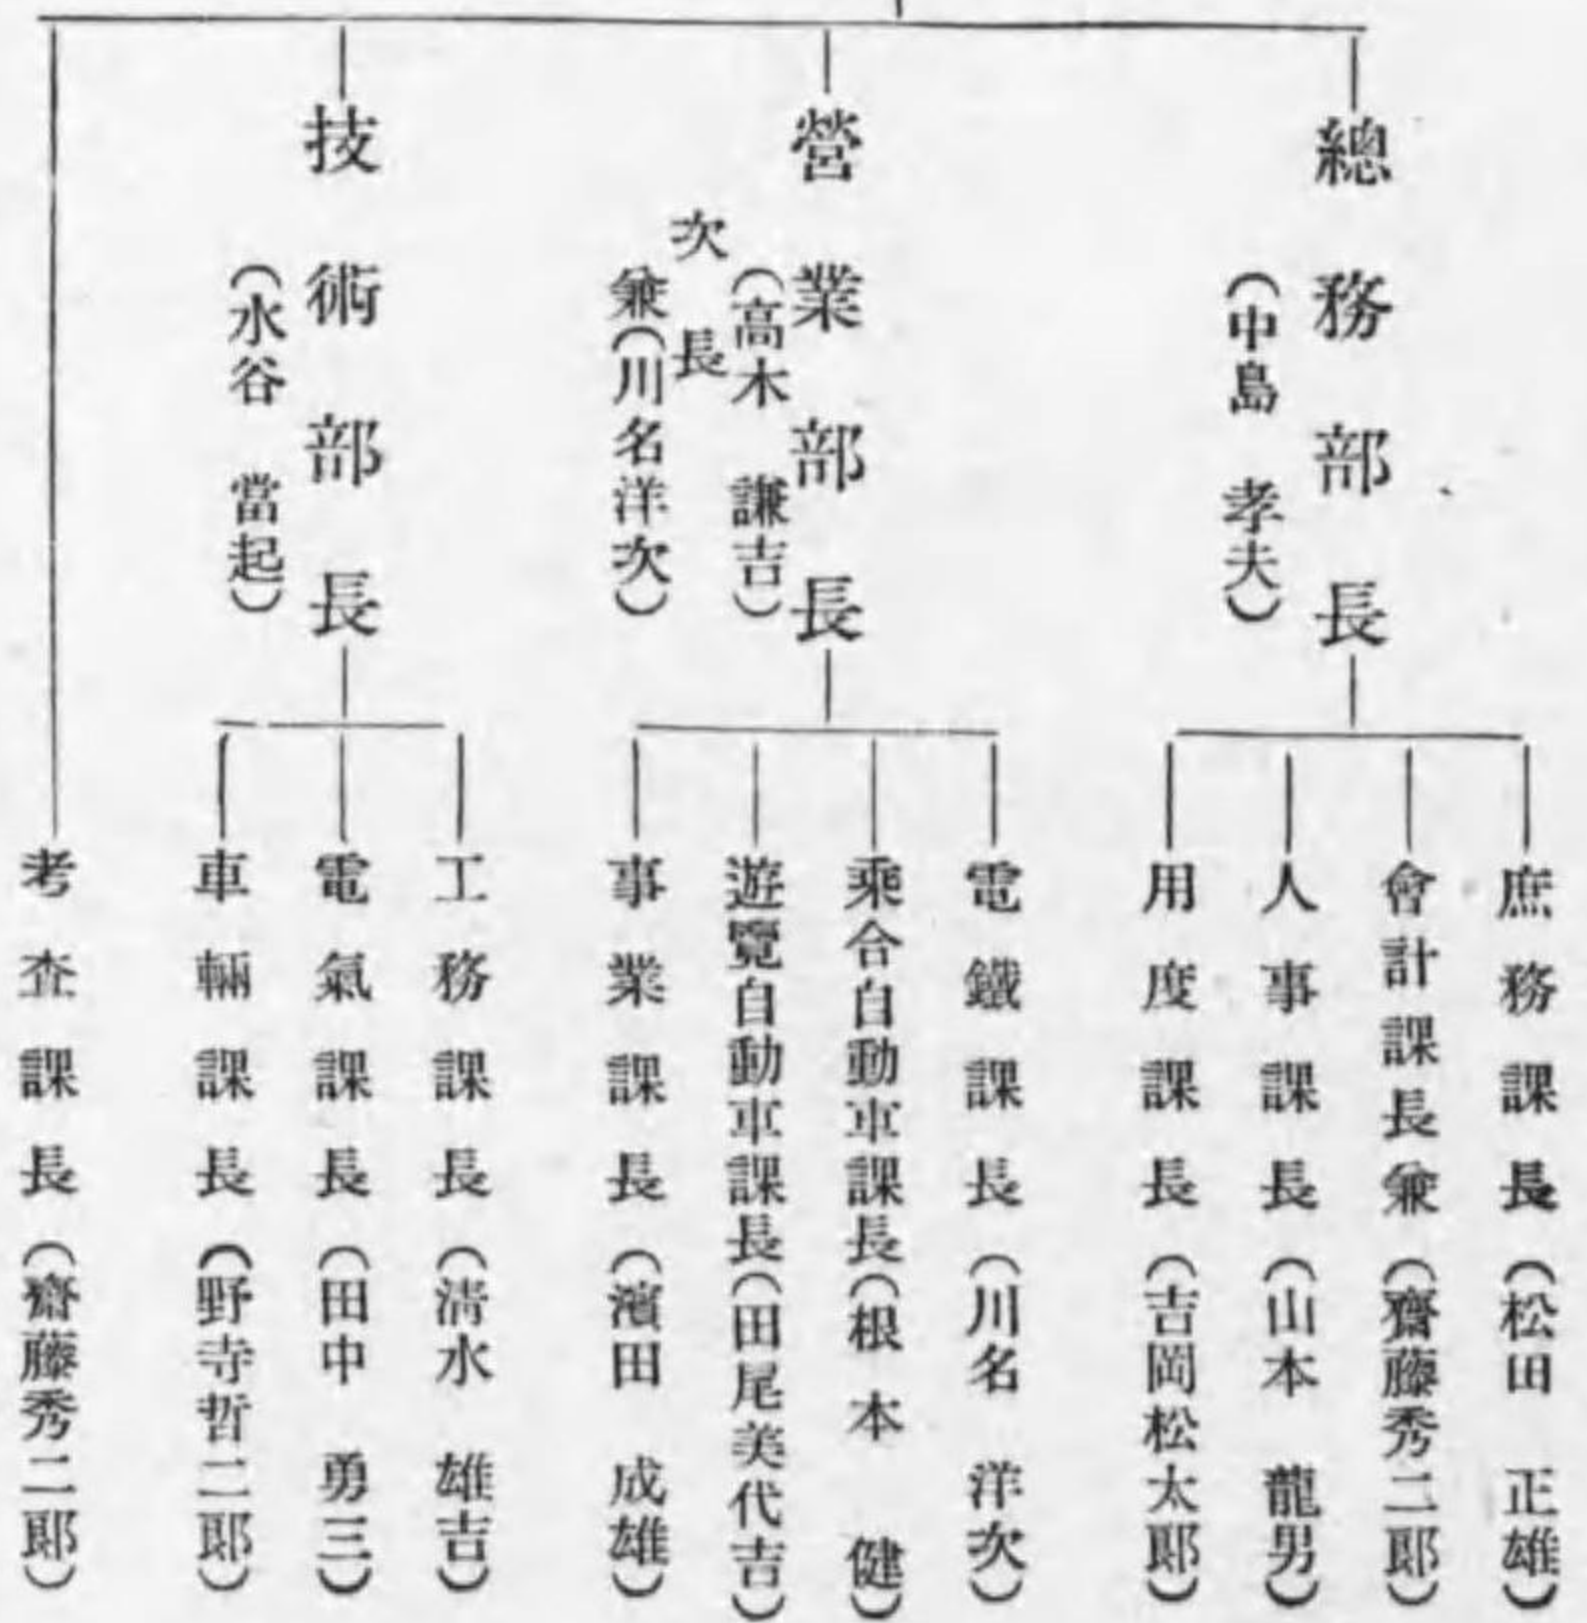 總務部長
(中島 孝夫)
庶務課長(松田 正雄)
會計課長兼(齋藤秀二郎)
人事課長(山本 龍男)
用度課長(吉岡松太郎)
營業部長
(高木 謙吉)
次長
兼(川名洋次)
電鐵課長(川名 洋次)
乘合自動車課長(根本 健)
遊覽自動車課長(田尾美代吉)
事業課長(濱田 成雄)
技術部長
(水谷 當起)
工務課長(清水 雄吉)
電氣課長(田中 勇三)
車輛課長(野寺哲二郎)
考查課長(齋藤秀二郎)